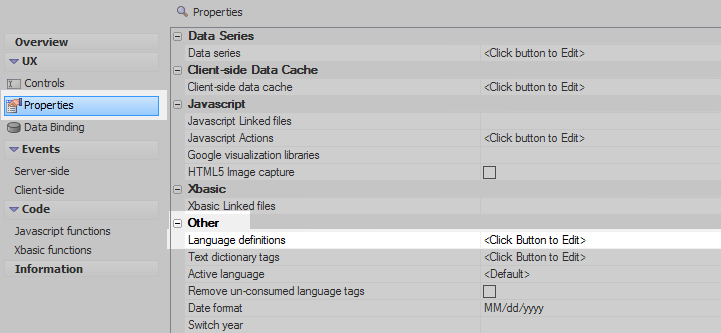 Properties
Overview
UX
Controls
Properties
Data Binding
Events
Server-side
Client-side
Code
Javascript functions
Xbasic functions
Information
Data Series
Data series <Click button to Edit>
Client-side Data Cache
Client-side data cache <Click button to Edit>
Javascript
Javascript Linked files
Javascript Actions <Click button to Edit>
Google visualization libraries
HTML5 Image capture
Xbasic
Xbasic Linked files
Other
Language definitions <Click Button to Edit>
Text dictionary tags <Click Button to Edit>
Active language <Default>
Remove un-consumed language tags
Date format MM/dd/yyyy
Switch year